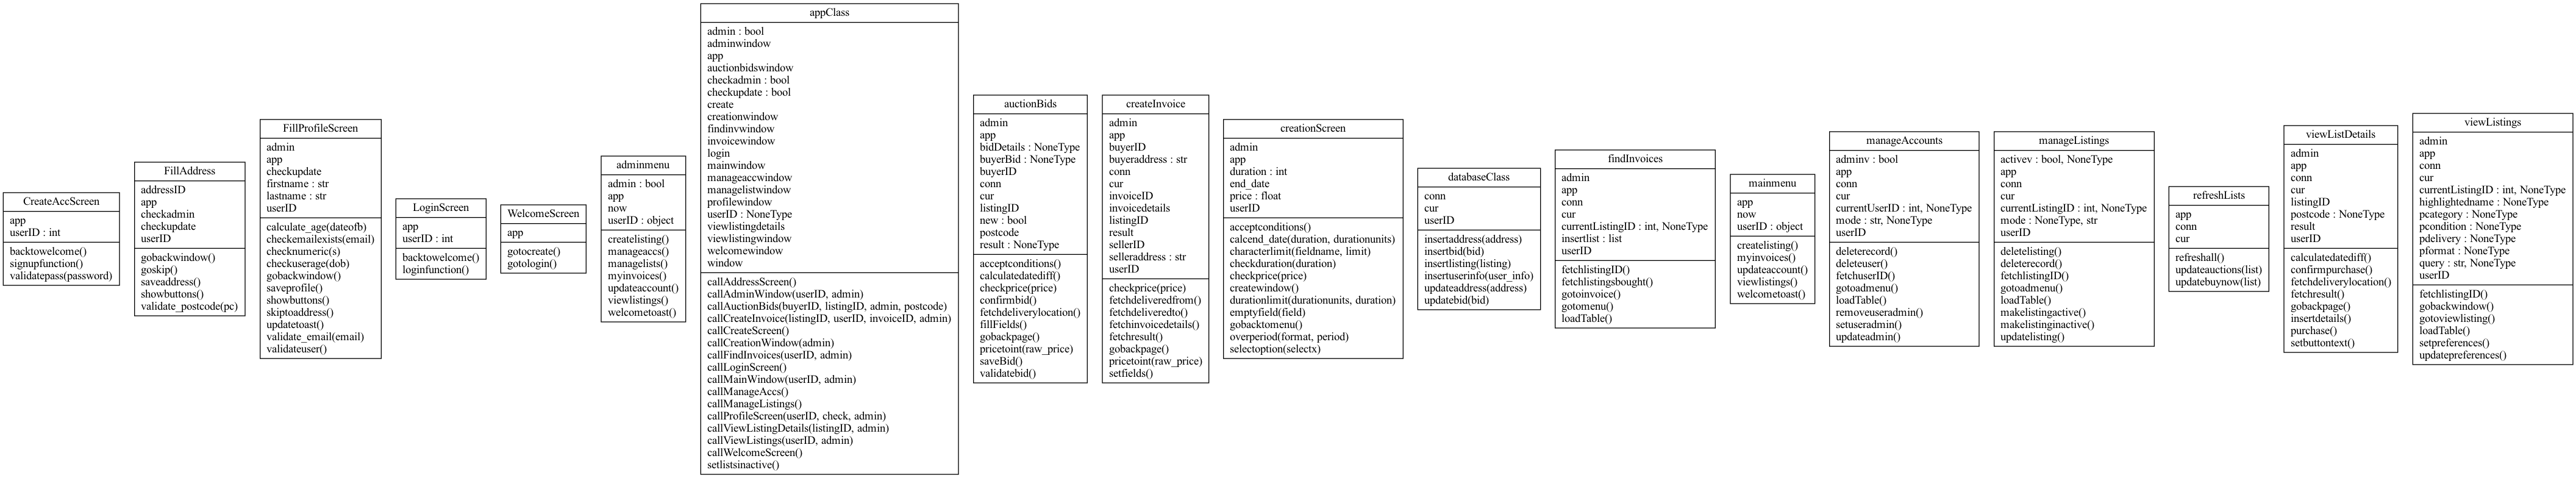 CreateAccScreen
app
userID : int
backtowelcome()
signupfunction()
validatepass(password)
FillAddress
addressID
app
checkadmin
checkupdate
userID
gobackwindow()
goskip()
saveaddress()
showbuttons()
validate_postcode(pc)
FillProfileScreen
admin
app
checkupdate
firstname : str
lastname : str
userID
calculate_age(dateofb)
checkemailexists(email)
checknumeric(s)
checkuserage(dob)
gobackwindow()
saveprofile()
showbuttons()
skiptoaddress()
updatetoast()
validate_email(email)
validateuser()
LoginScreen
app
userID : int
backtowelcome()
loginfunction()
WelcomeScreen
app
gotocreate()
gotologin()
adminmenu
admin : bool
app
now
userID : object
createlisting()
manageaccs()
managelists()
myinvoices()
updateaccount()
viewlistings()
welcometoast()
appClass
admin : bool
adminwindow
app
auctionbidswindow
checkadmin : bool
checkupdate : bool
create
creationwindow
findinvwindow
invoicewindow
login
mainwindow
manageaccwindow
managelistwindow
profilewindow
userID : NoneType
viewlistingdetails
viewlistingwindow
welcomewindow
window
callAddressScreen()
callAdminWindow(userID, admin)
callAuctionBids(buyerID, listingID, admin, postcode)
callCreateInvoice(listingID, userID, invoiceID, admin)
callCreateScreen()
callCreationWindow(admin)
callFindInvoices(userID, admin)
callLoginScreen()
callMainWindow(userID, admin)
callManageAccs()
callManageListings()
callProfileScreen(userID, check, admin)
callViewListingDetails(listingID, admin)
callViewListings(userID, admin)
callWelcomeScreen()
setlistsinactive()
auctionBids
admin
app
bidDetails : NoneType
buyerBid : NoneType
buyerID
conn
cur
listingID
new : bool
postcode
result : NoneType
acceptconditions()
calculatedatediff()
checkprice(price)
confirmbid()
fetchdeliverylocation()
fillFields()
gobackpage()
pricetoint(raw_price)
saveBid()
validatebid()
createInvoice
admin
app
buyerID
buyeraddress : str
conn
cur
invoiceID
invoicedetails
listingID
result
sellerID
selleraddress : str
userID
checkprice(price)
fetchdeliveredfrom()
fetchdeliveredto()
fetchinvoicedetails()
fetchresult()
gobackpage()
pricetoint(raw_price)
setfields()
creationScreen
admin
app
duration : int
end_date
price : float
userID
acceptconditions()
calcend_date(duration, durationunits)
characterlimit(fieldname, limit)
checkduration(duration)
checkprice(price)
createwindow()
durationlimit(durationunits, duration)
emptyfield(field)
gobacktomenu()
overperiod(format, period)
selectoption(selectx)
databaseClass
conn
cur
userID
insertaddress(address)
insertbid(bid)
insertlisting(listing)
insertuserinfo(user_info)
updateaddress(address)
updatebid(bid)
findInvoices
admin
app
conn
cur
currentListingID : int, NoneType
insertlist : list
userID
fetchlistingID()
fetchlistingsbought()
gotoinvoice()
gotomenu()
loadTable()
mainmenu
app
now
userID : object
createlisting()
myinvoices()
updateaccount()
viewlistings()
welcometoast()
manageAccounts
adminv : bool
app
conn
cur
currentUserID : int, NoneType
mode : str, NoneType
userID
deleterecord()
deleteuser()
fetchuserID()
gotoadmenu()
loadTable()
removeuseradmin()
setuseradmin()
updateadmin()
manageListings
activev : bool, NoneType
app
conn
cur
currentListingID : int, NoneType
mode : NoneType, str
userID
deletelisting()
deleterecord()
fetchlistingID()
gotoadmenu()
loadTable()
makelistingactive()
makelistinginactive()
updatelisting()
refreshLists
app
conn
cur
refreshall()
updateauctions(list)
updatebuynow(list)
viewListDetails
admin
app
conn
cur
listingID
postcode : NoneType
result
userID
calculatedatediff()
confirmpurchase()
fetchdeliverylocation()
fetchresult()
gobackpage()
insertdetails()
purchase()
setbuttontext()
viewListings
admin
app
conn
cur
currentListingID : int, NoneType
highlightedname : NoneType
pcategory : NoneType
pcondition : NoneType
pdelivery : NoneType
pformat : NoneType
query : str, NoneType
userID
fetchlistingID()
gobackwindow()
gotoviewlisting()
loadTable()
setpreferences()
updatepreferences()